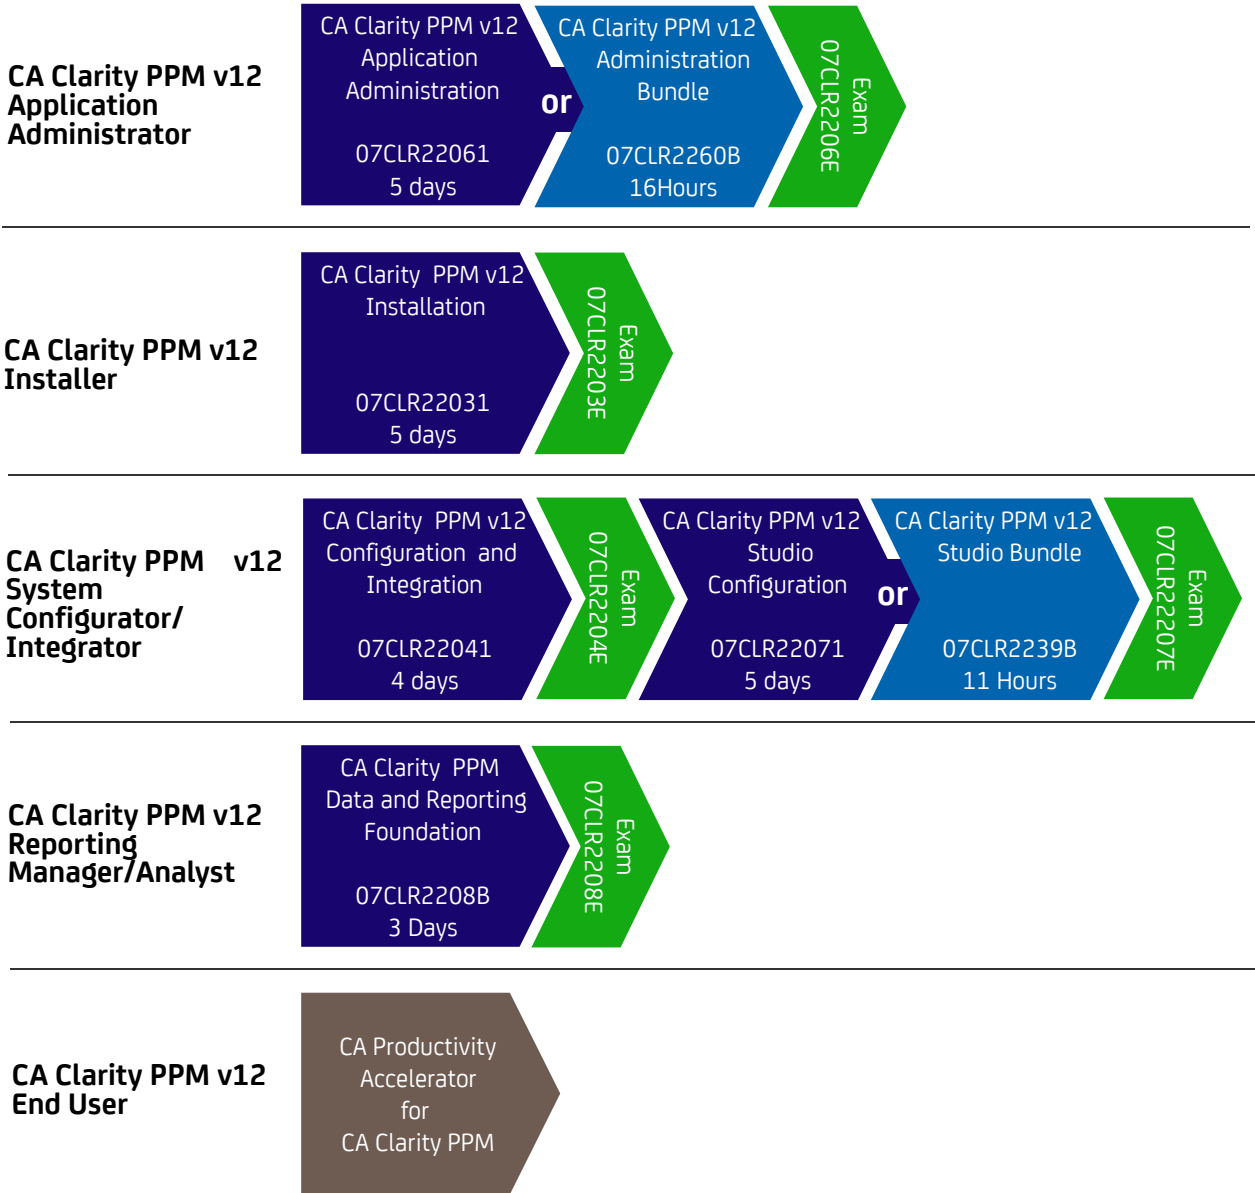 CA Clarity PPM v12
Application
Administrator
CA Clarity PPM v12
Application
Administration
07CLR22061
5 days
or
CA Clarity PPM v12
Administration
Bundle
07CLR2260B
16Hours
Exam
07CLR2206E
CA Clarity PPM v12
Installer
CA Clarity PPM v12
Installation
07CLR22031
5 days
Exam
07CLR2203E
CA Clarity PPM v12
System
Configurator/
Integrator
CA Clarity PPM v12
Configuration and
Integration
07CLR22041
4 days
Exam
07CLR2204E
CA Clarity PPM v12
Studio
Configuration
07CLR22071
5 days
or
CA Clarity PPM v12
Studio Bundle
07CLR2239B
11 Hours
Exam
07CLR22207E
CA Clarity PPM v12
Reporting
Manager/Analyst
CA Clarity PPM
Data and Reporting
Foundation
07CLR2208B
3 Days
Exam
07CLR2208E
CA Clarity PPM v12
End User
CA Productivity
Accelerator
for
CA Clarity PPM